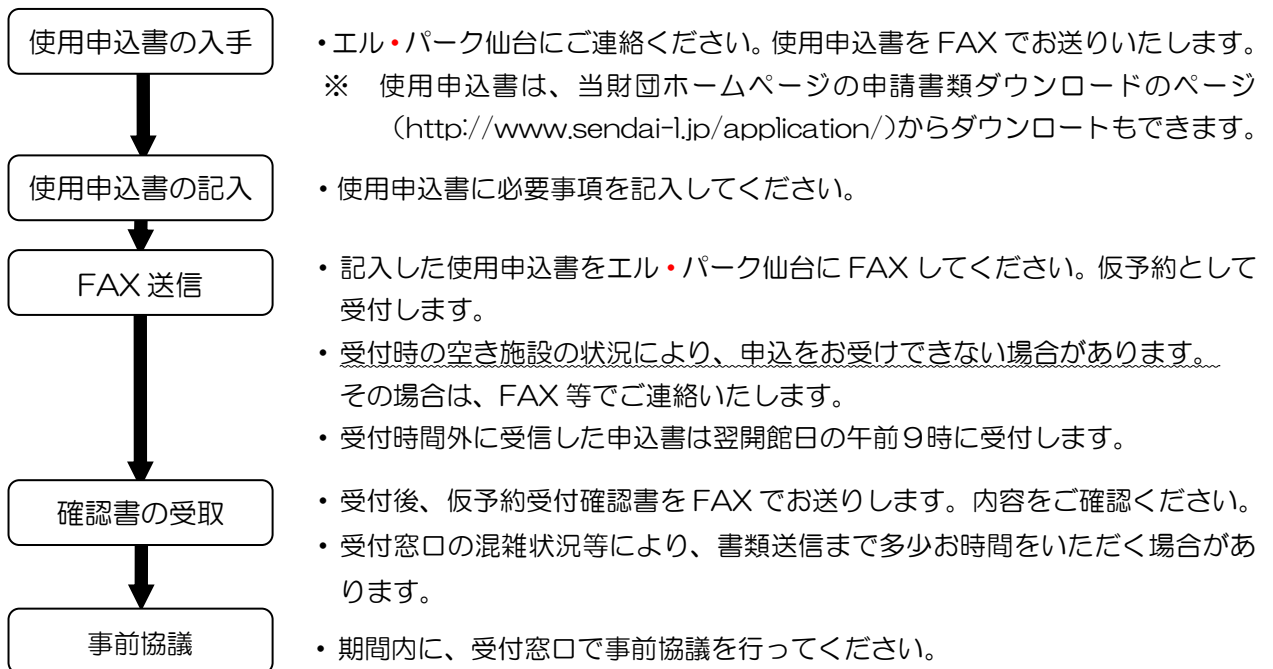 使用申込書の入手
・エル・パーク仙台にご連絡ください。使用申込書を FAX でお送りいたします。
※　使用申込書は、当財団ホームページの申請書類ダウンロードのページ
（http://www.sendai-l.jp/application/)からダウンロートもできます。
使用申込書の記入
・使用申込書に必要事項を記入してください。
FAX 送信
・記入した使用申込書をエル・パーク仙台に FAX してください。仮予約として
受付します。
・受付時の空き施設の状況により、申込をお受けできない場合があります。
その場合は、FAX 等でご連絡いたします。
・受付時間外に受信した申込書は翌開館日の午前９時に受付します。
確認書の受取
・受付後、仮予約受付確認書を FAX でお送りします。内容をご確認ください。
・受付窓口の混雑状況等により、書類送信まで多少お時間をいただく場合があ
ります。
事前協議
・期間内に、受付窓口で事前協議を行ってください。